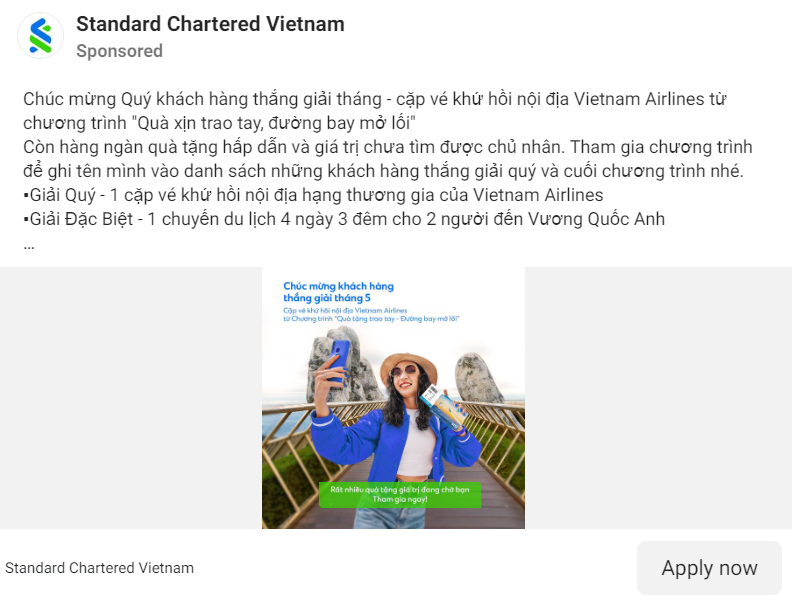 Standard Chartered Vietnam
Sponsored
Chúc mừng Quý khách hàng thắng giải tháng - cặp vé khứ hồi nội địa Vietnam Airlines từ
chương trình "Quà xịn trao tay, đường bay mở lối"
Còn hàng ngàn quà tặng hấp dẫn và giá trị chưa tìm được chủ nhân. Tham gia chương trình
để ghi tên mình vào danh sách những khách hàng thắng giải quý và cuối chương trình nhé.
▪Giải Quý - 1 cặp vé khứ hồi nội địa hạng thương gia của Vietnam Airlines
▪Giải Đặc Biệt - 1 chuyến du lịch 4 ngày 3 đêm cho 2 người đến Vương Quốc Anh
...
Chúc mừng khách hàng
thắng giải tháng 5
Cặp vé khứ hồi nội địa Vietnam Airlines
từ Chương trình "Quà tặng trao tay - Đường bay mở lối"
Rất nhiều quà tặng giá trị đang chờ bạn
Tham gia ngay!
Standard Chartered Vietnam
Apply now